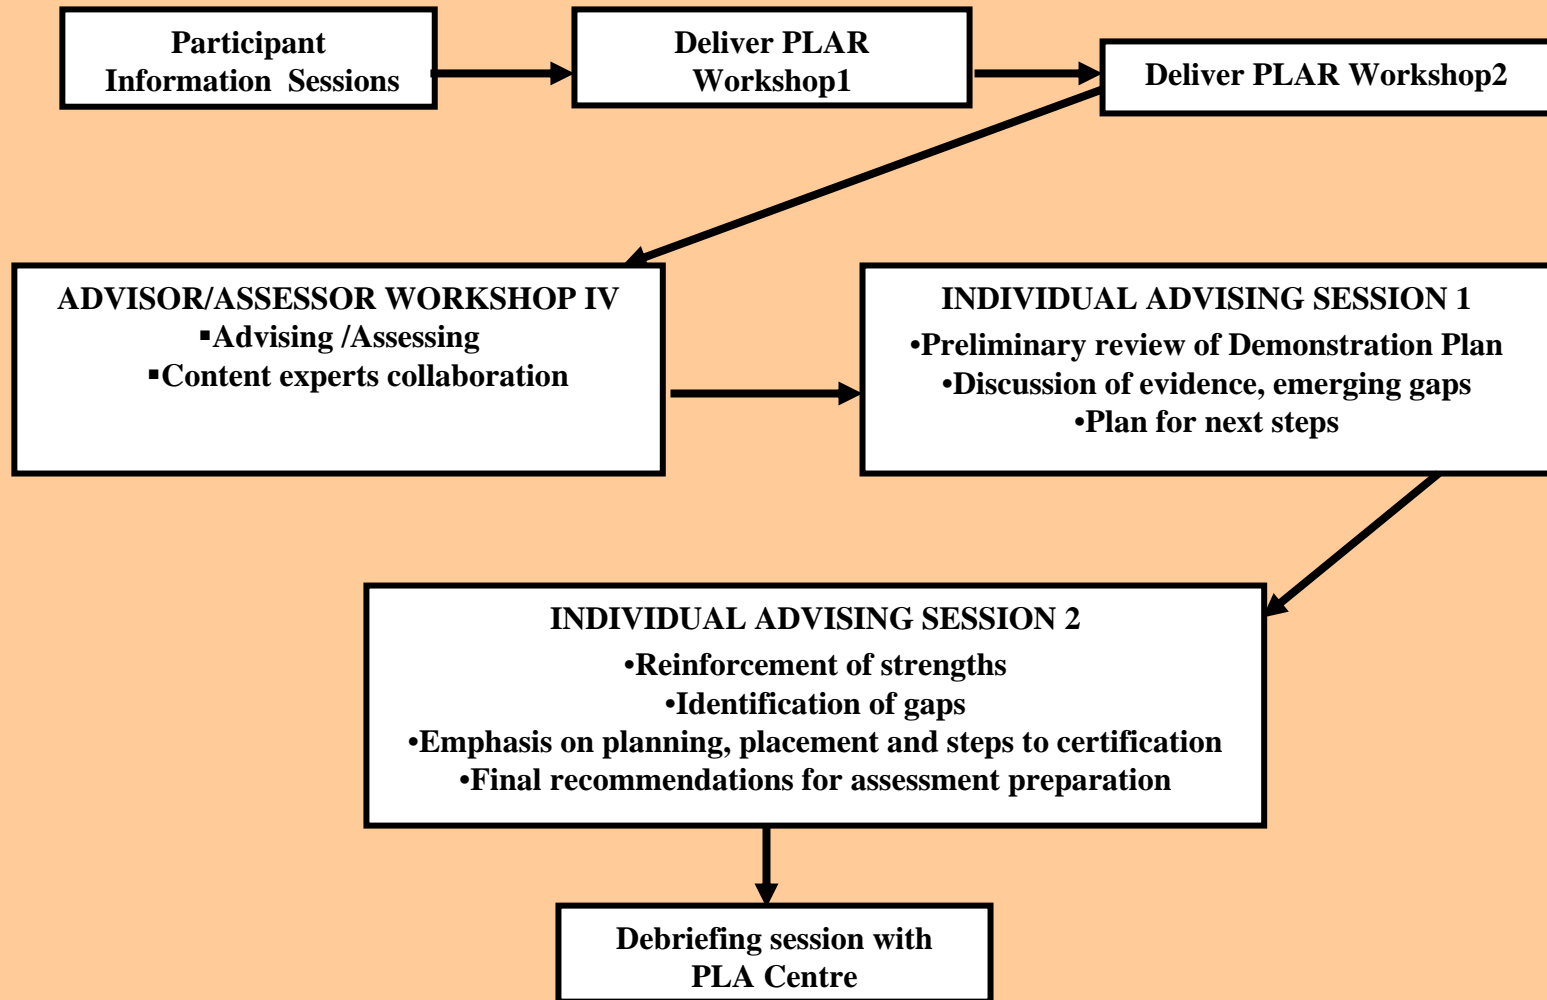 Participant
Information Sessions
Deliver PLAR
Workshop1
Deliver PLAR Workshop2
ADVISOR/ASSESSOR WORKSHOP IV
▪Advising /Assessing
▪Content experts collaboration
INDIVIDUAL ADVISING SESSION 1
•Preliminary review of Demonstration Plan
•Discussion of evidence, emerging gaps
•Plan for next steps
INDIVIDUAL ADVISING SESSION 2
•Reinforcement of strengths
•Identification of gaps
•Emphasis on planning, placement and steps to certification
•Final recommendations for assessment preparation
Debriefing session with
PLA Centre